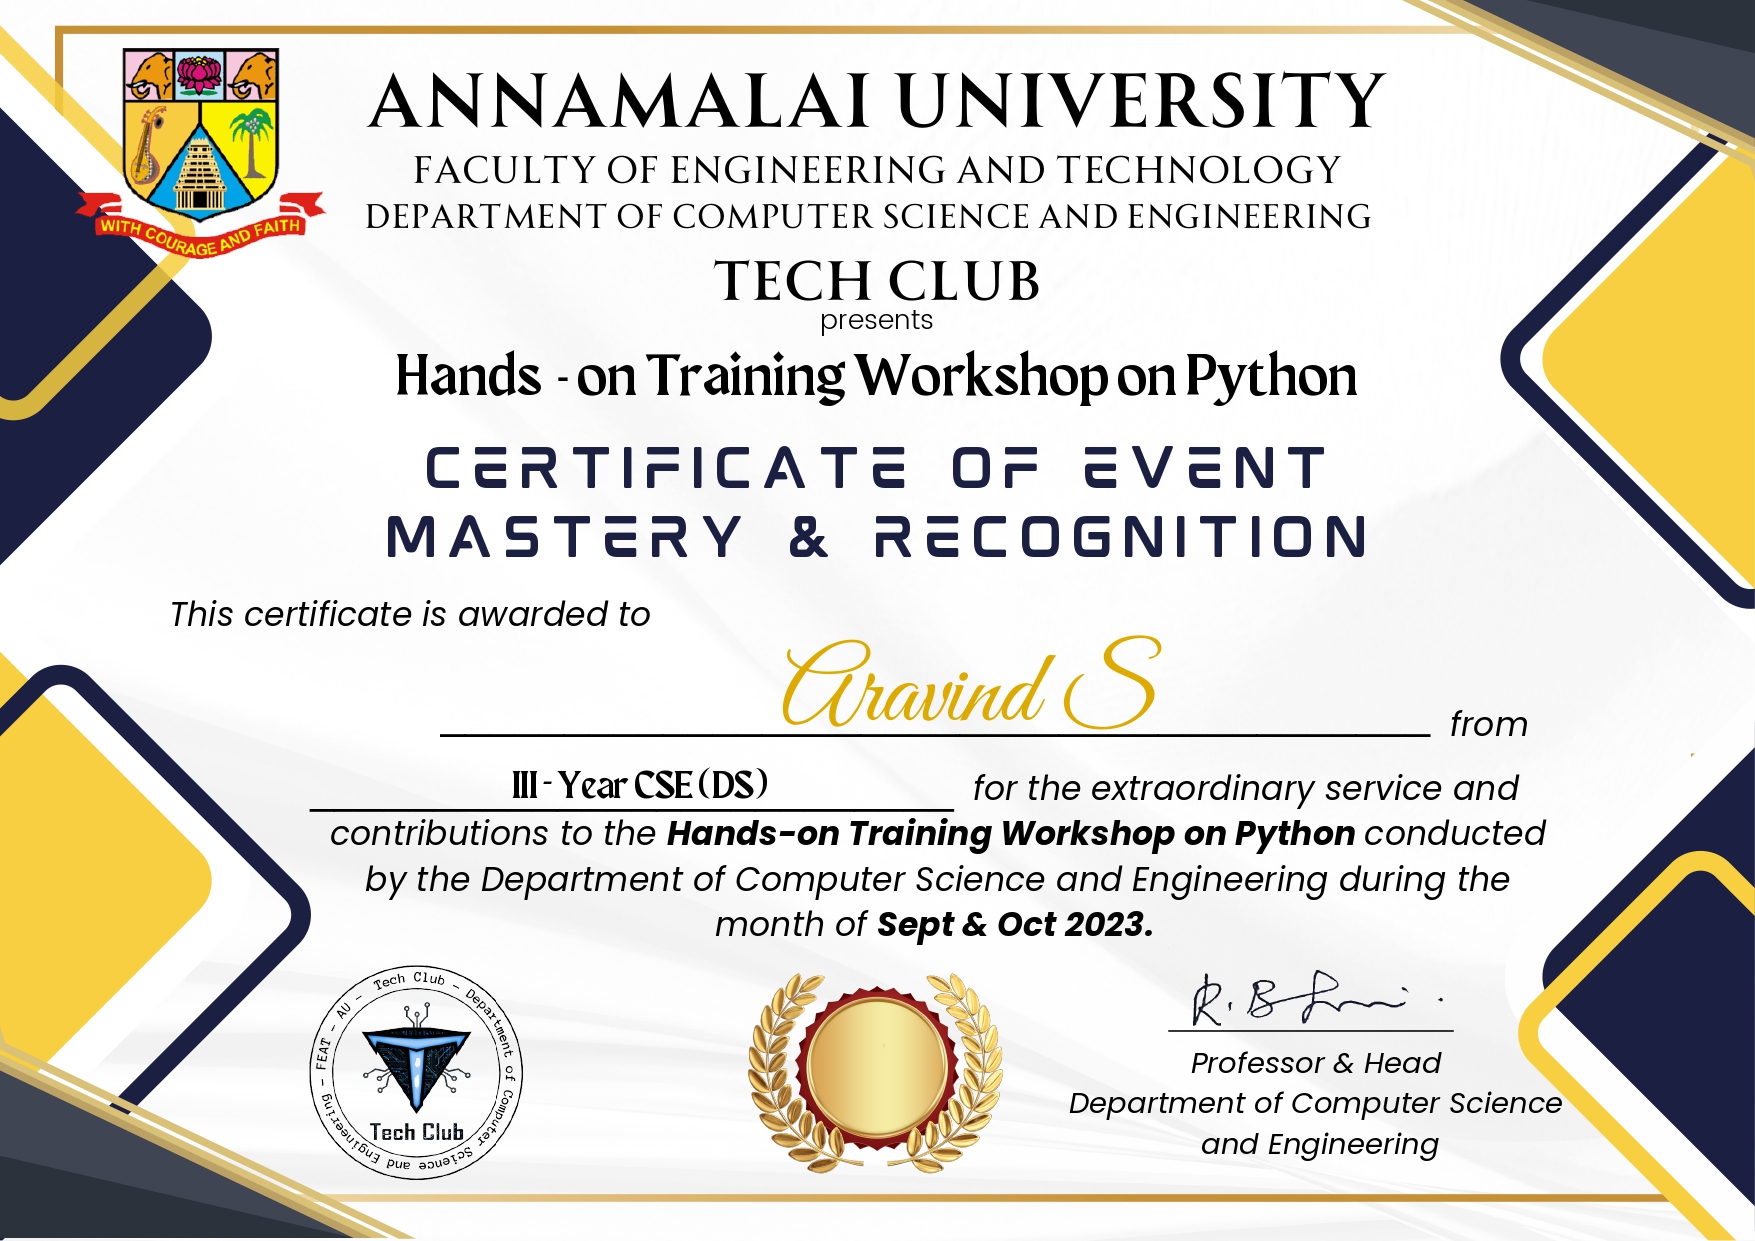 ANNAMALAI UNIVERSITY
FACULTY OF ENGINEERING AND TECHNOLOGY
DEPARTMENT OF COMPUTER SCIENCE AND ENGINEERING
WITH COURAGE AND FAITH
TECH CLUB
presents
Hands - on Training Workshop on Python
CERTIFICATE OF EVENT
MASTERY & RECOGNITION
This certificate is awarded to
Aravind S
from
III - Year CSE (DS) for the extraordinary service and
contributions to the Hands-on Training Workshop on Python conducted
by the Department of Computer Science and Engineering during the
month of Sept & Oct 2023.
Tech Club - Department of Computer Science and Engineering - FEAT - AU -
Tech Club
R. B
Professor & Head
Department of Computer Science
and Engineering